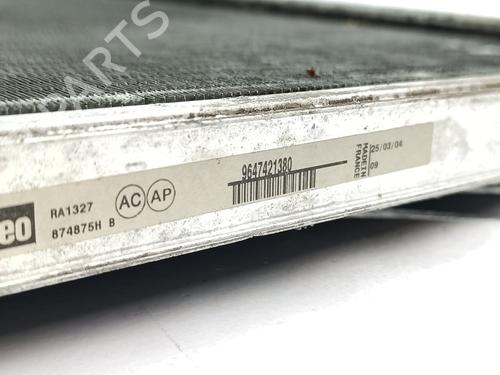 PARTS
eo
RA1327
874875H B
AC
AP
9647421380
MADE IN
FRANCE
25/03/04
09